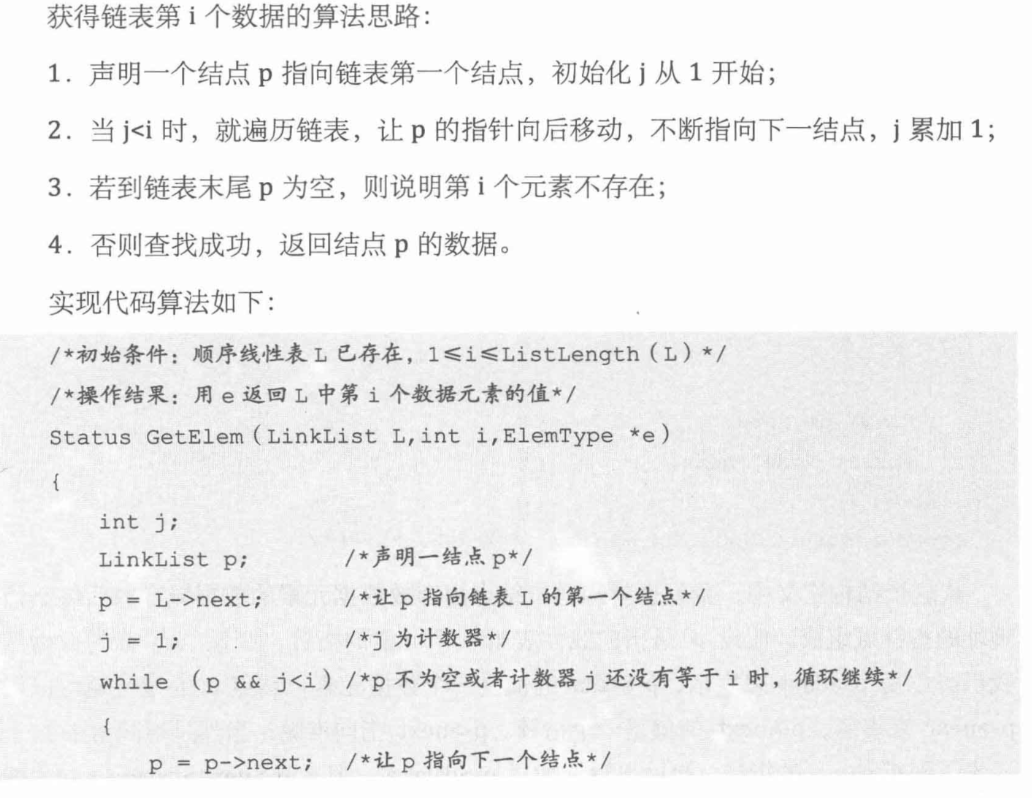 获得链表第 i 个数据的算法思路：
1. 声明一个结点 p 指向链表第一个结点，初始化 j 从 1 开始；
2. 当 j<i 时，就遍历链表，让 p 的指针向后移动，不断指向下一结点，j 累加 1；
3. 若到链表末尾 p 为空，则说明第 i 个元素不存在；
4. 否则查找成功，返回结点 p 的数据。
实现代码算法如下：
/*初始条件：顺序线性表 L 已存在，1≤i≤ListLength（L）*/
/*操作结果：用 e 返回 L 中第 i 个数据元素的值*/
Status GetElem（LinkList L,int i,ElemType *e）
{
int j;
LinkList p; /*声明一结点 p*/
p = L->next; /*让 p 指向链表 L 的第一个结点*/
j = 1; /*j 为计数器*/
while （p && j<i）/*p 不为空或者计数器 j 还没有等于 i 时，循环继续*/
{
p = p->next; /*让 p 指向下一个结点*/